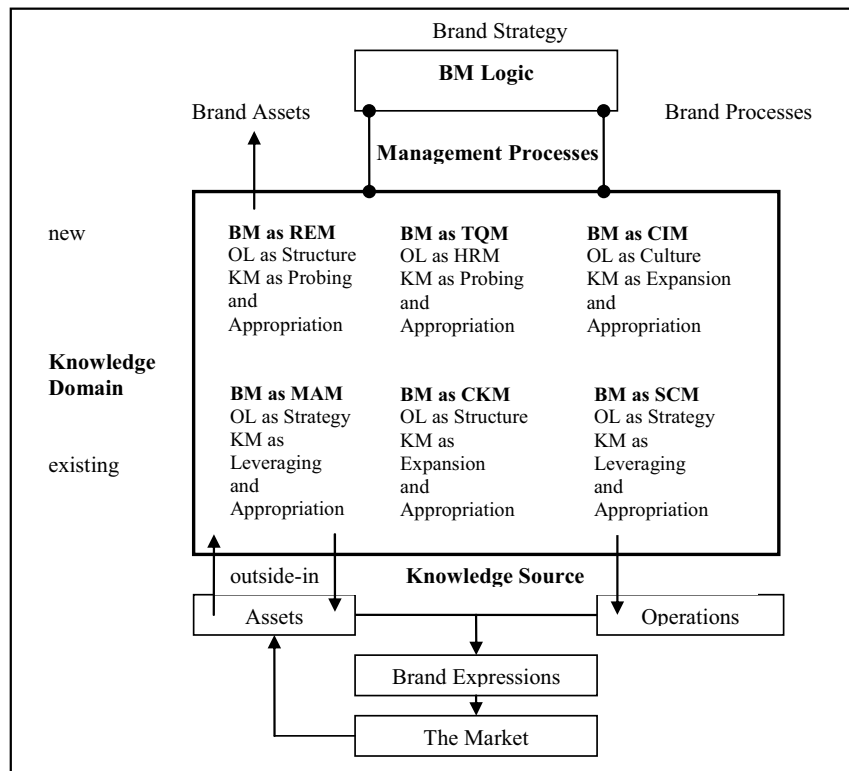 Brand Strategy
BM Logic
Brand Assets
Brand Processes
Management Processes
new
BM as REM
OL as Structure
KM as Probing
and
Appropriation
BM as TQM
OL as HRM
KM as Probing
and
Appropriation
BM as CIM
OL as Culture
KM as Expansion
and
Appropriation
Knowledge
Domain
existing
BM as MAM
OL as Strategy
KM as
Leveraging
and
Appropriation
BM as CKM
OL as Structure
KM as
Expansion
and
Appropriation
BM as SCM
OL as Strategy
KM as
Leveraging
and
Appropriation
outside-in
Knowledge Source
Assets
Operations
Brand Expressions
The Market